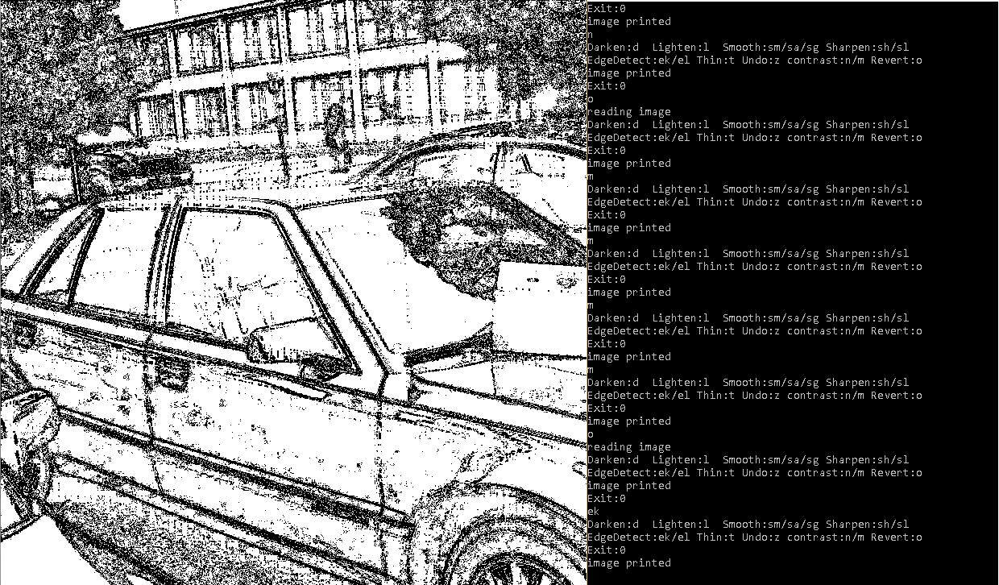 Exit:0
image printed
n
Darken:d  Lighten:l  Smooth:sm/sa/sg Sharpen:sh/sl
EdgeDetect:ek/el Thin:t Undo:z contrast:n/m Revert:o
image printed
Exit:0
o
reading image
Darken:d  Lighten:l  Smooth:sm/sa/sg Sharpen:sh/sl
EdgeDetect:ek/el Thin:t Undo:z contrast:n/m Revert:o
Exit:0
image printed
m
Darken:d  Lighten:l  Smooth:sm/sa/sg Sharpen:sh/sl
EdgeDetect:ek/el Thin:t Undo:z contrast:n/m Revert:o
Exit:0
image printed
m
Darken:d  Lighten:l  Smooth:sm/sa/sg Sharpen:sh/sl
EdgeDetect:ek/el Thin:t Undo:z contrast:n/m Revert:o
Exit:0
image printed
m
Darken:d  Lighten:l  Smooth:sm/sa/sg Sharpen:sh/sl
EdgeDetect:ek/el Thin:t Undo:z contrast:n/m Revert:o
Exit:0
image printed
m
Darken:d  Lighten:l  Smooth:sm/sa/sg Sharpen:sh/sl
EdgeDetect:ek/el Thin:t Undo:z contrast:n/m Revert:o
Exit:0
image printed
o
reading image
Darken:d  Lighten:l  Smooth:sm/sa/sg Sharpen:sh/sl
EdgeDetect:ek/el Thin:t Undo:z contrast:n/m Revert:o
image printed
Exit:0
ek
Darken:d  Lighten:l  Smooth:sm/sa/sg Sharpen:sh/sl
EdgeDetect:ek/el Thin:t Undo:z contrast:n/m Revert:o
Exit:0
image printed